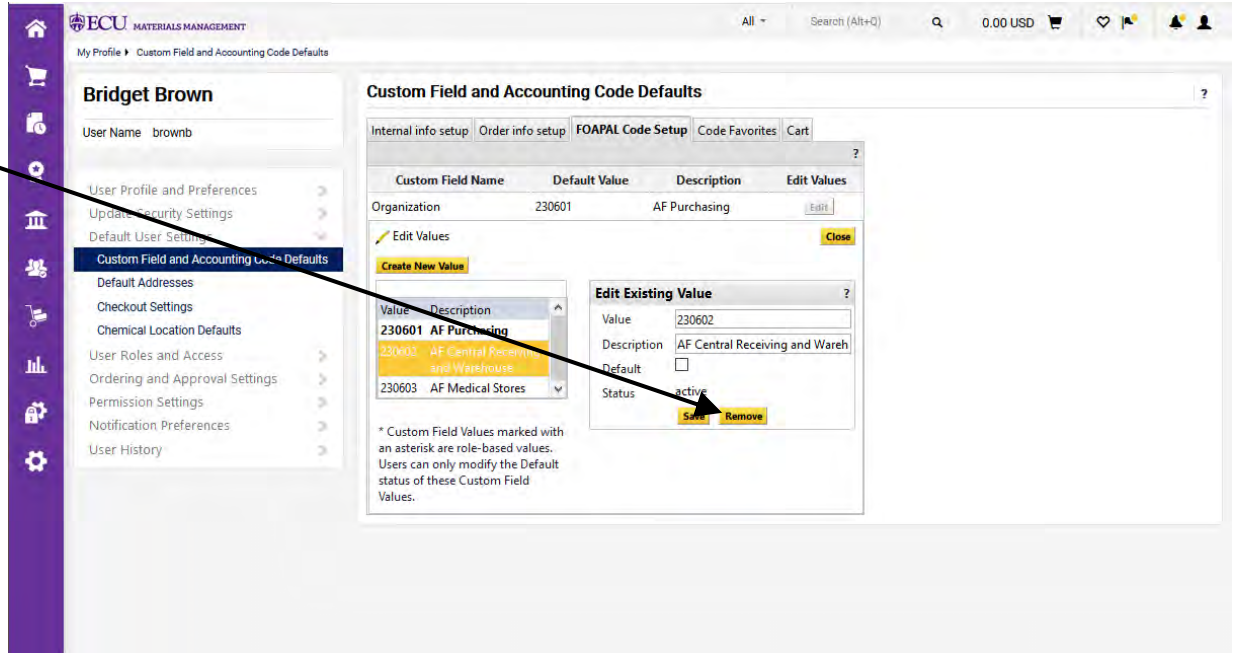 ECU MATERIALS MANAGEMENT
All
Search (Alt+Q)
0.00 USD
My Profile Custom Field and Accounting Code Defaults
Bridget Brown
User Name brownb
User Profile and Preferences
Update Security Settings
Default User Settings
Custom Field and Accounting Code Defaults
Default Addresses
Checkout Settings
Chemical Location Defaults
User Roles and Access
Ordering and Approval Settings
Permission Settings
Notification Preferences
User History
Custom Field and Accounting Code Defaults
?
Internal info setup Order info setup FOAPAL Code Setup Code Favorites Cart
?
Custom Field Name Default Value Description Edit Values
Organization 230601 AF Purchasing Edit
Edit Values
Close
Create New Value
Value Description
230601 AF Purchasing
230602 AF Central Receiving
and Warehouse
230603 AF Medical Stores
* Custom Field Values marked with
an asterisk are role-based values.
Users can only modify the Default
status of these Custom Field
Values.
Edit Existing Value ?
Value 230602
Description AF Central Receiving and Wareh
Default
Status active
Save Remove